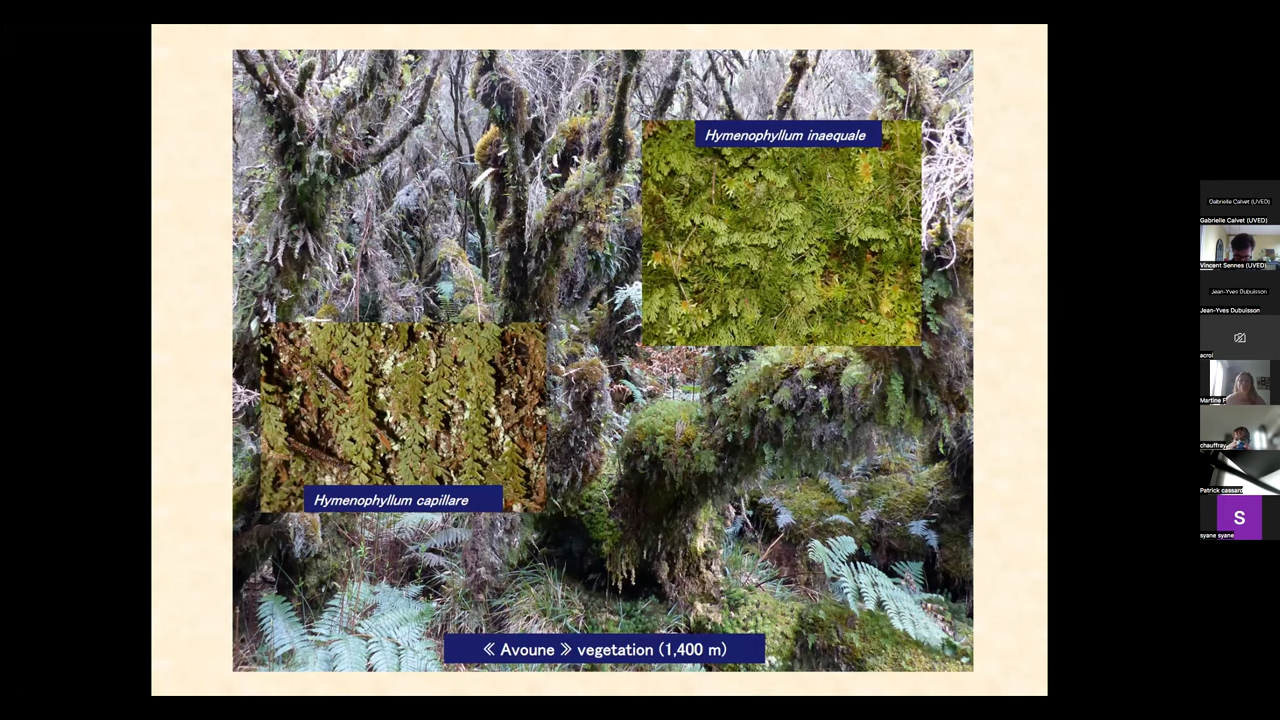 Hymenophyllum inaequale
Hymenophyllum capillare
« Avoune » vegetation (1,400 m)
Gabrielle Calvet (UVED)
Gabrielle Calvet (UVED)
Vincent Sennes (UVED)
Jean-Yves Dubuisson
Jean-Yves Dubuisson
acroi
Martine F
chauffray
Patrick cassard
S
syane syane